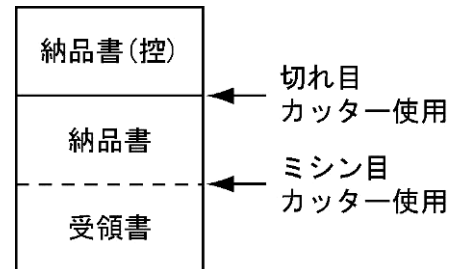 納品書(控)
切れ目
カッター使用
納品書
ミシン目
カッター使用
受領書